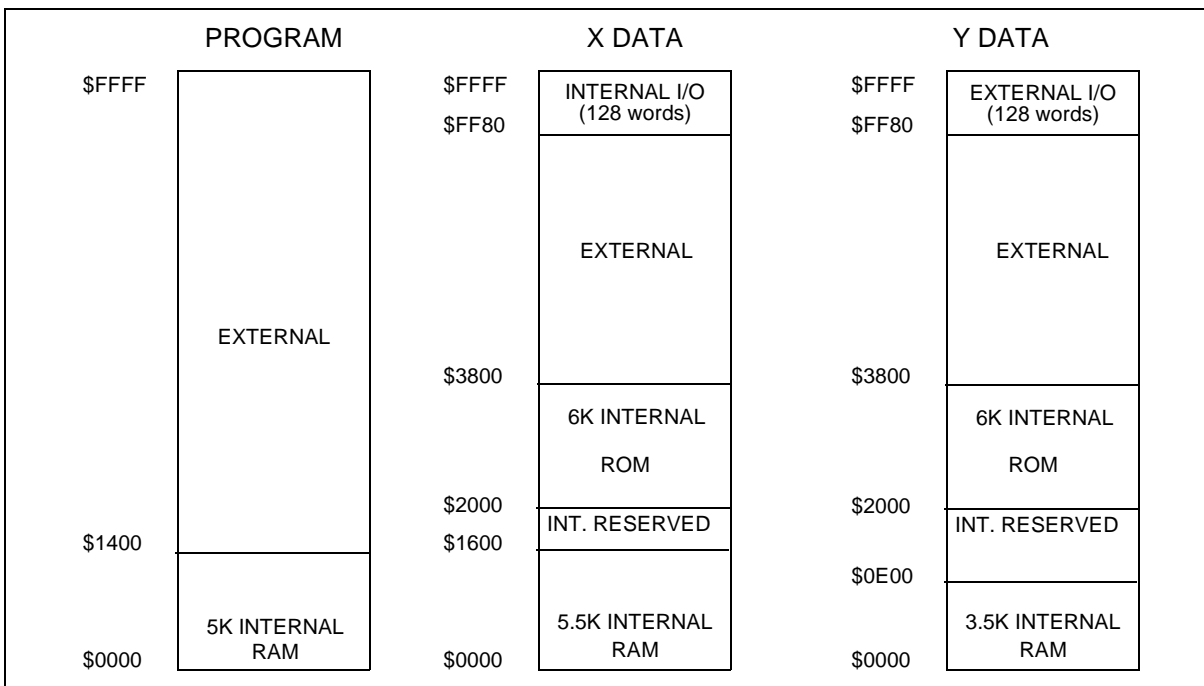 PROGRAM
$FFFF
EXTERNAL
$1400
5K INTERNAL
RAM
$0000
X DATA
$FFFF
INTERNAL I/O
(128 words)
$FF80
EXTERNAL
$3800
6K INTERNAL
ROM
$2000
INT. RESERVED
$1600
5.5K INTERNAL
RAM
$0000
Y DATA
$FFFF
EXTERNAL I/O
(128 words)
$FF80
EXTERNAL
$3800
6K INTERNAL
ROM
$2000
INT. RESERVED
$0E00
3.5K INTERNAL
RAM
$0000